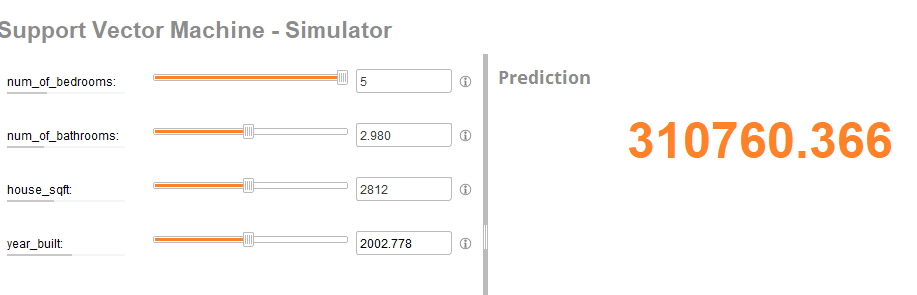 Support Vector Machine - Simulator
num_of_bedrooms: 5
num_of_bathrooms: 2.980
house_sqft: 2812
year_built: 2002.778
Prediction
310760.366